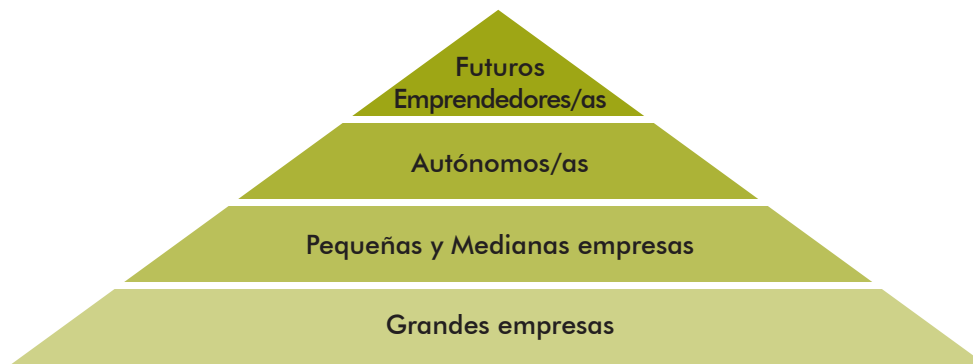 Futuros
Emprendedores/as
Autónomos/as
Pequeñas y Medianas empresas
Grandes empresas